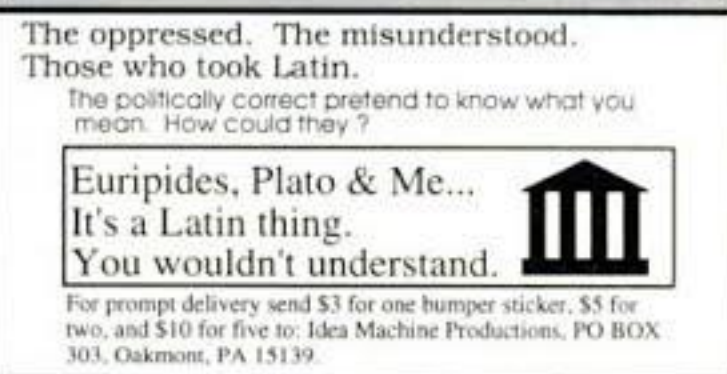 The oppressed. The misunderstood.
Those who took Latin.
The politically correct pretend to know what you
mean. How could they ?
Euripides, Plato & Me...
It's a Latin thing.
You wouldn't understand.
For prompt delivery send $3 for one bumper sticker, $5 for
two, and $10 for five to: Idea Machine Productions, PO BOX
303, Oakmont, PA 15139.